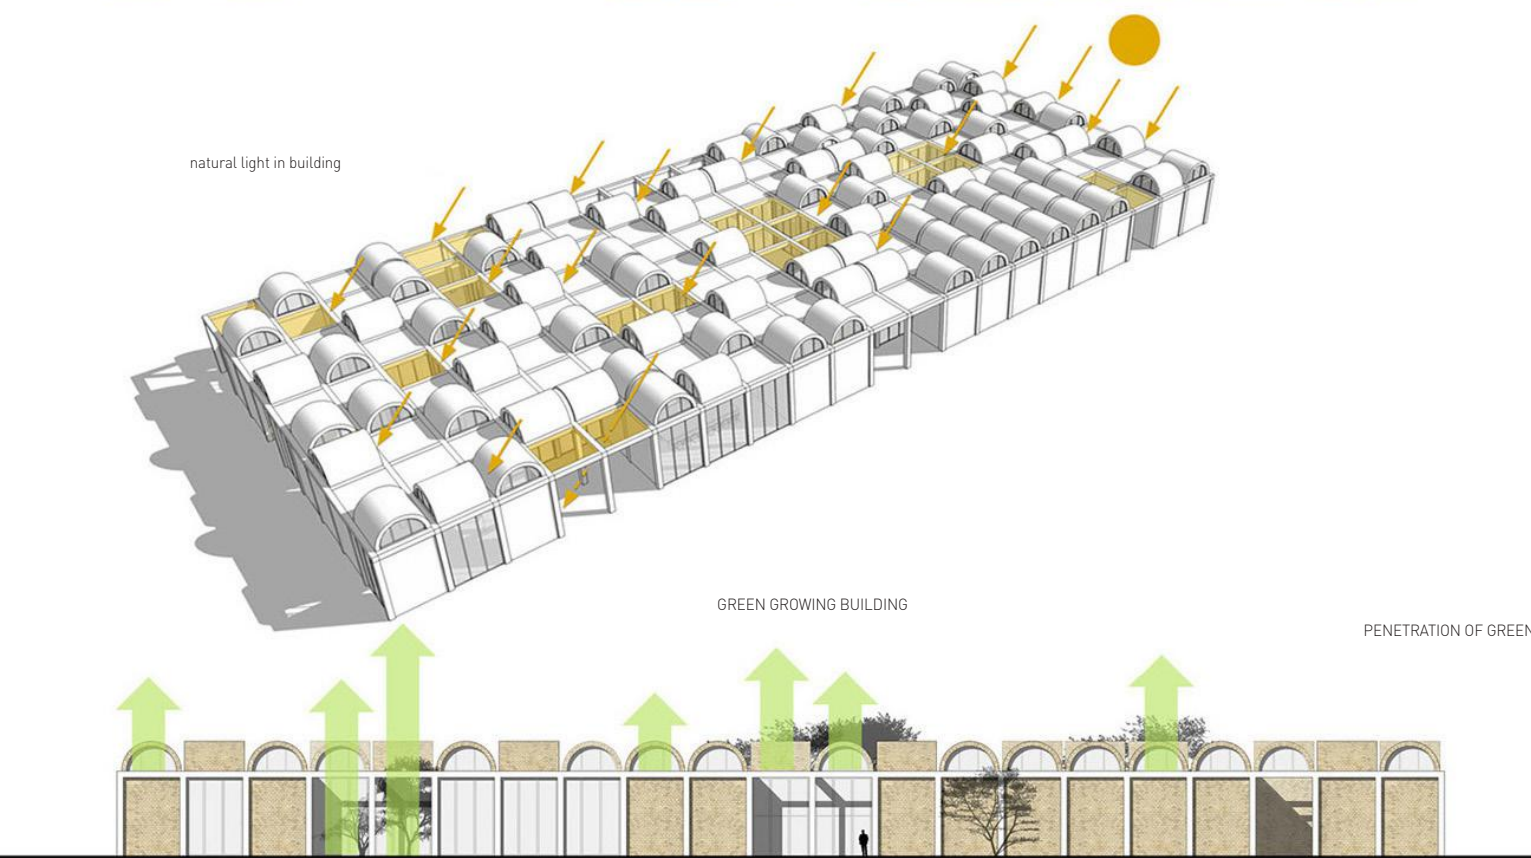 natural light in building
GREEN GROWING BUILDING
PENETRATION OF GREEN